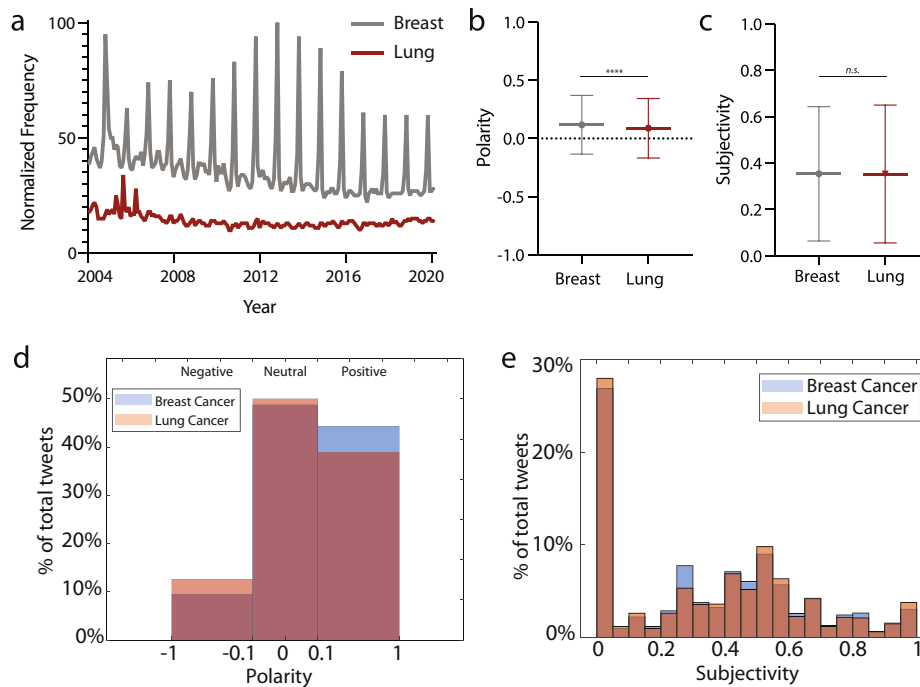 a
Normalized Frequency
100
50
0
Breast
Lung
2004
2008
2012
2016
2020
Year
b
Polarity
1.0
0.5
0.0
-0.5
-1.0
****
Breast
Lung
c
Subjectivity
1.0
0.8
0.6
0.4
0.2
0.0
n.s.
Breast
Lung
d
% of total tweets
50%
40%
30%
20%
10%
0%
Negative
Neutral
Positive
Breast Cancer
Lung Cancer
-1
-0.1
0
0.1
1
Polarity
e
% of total tweets
30%
20%
10%
0%
Breast Cancer
Lung Cancer
0
0.2
0.4
0.6
0.8
1
Subjectivity